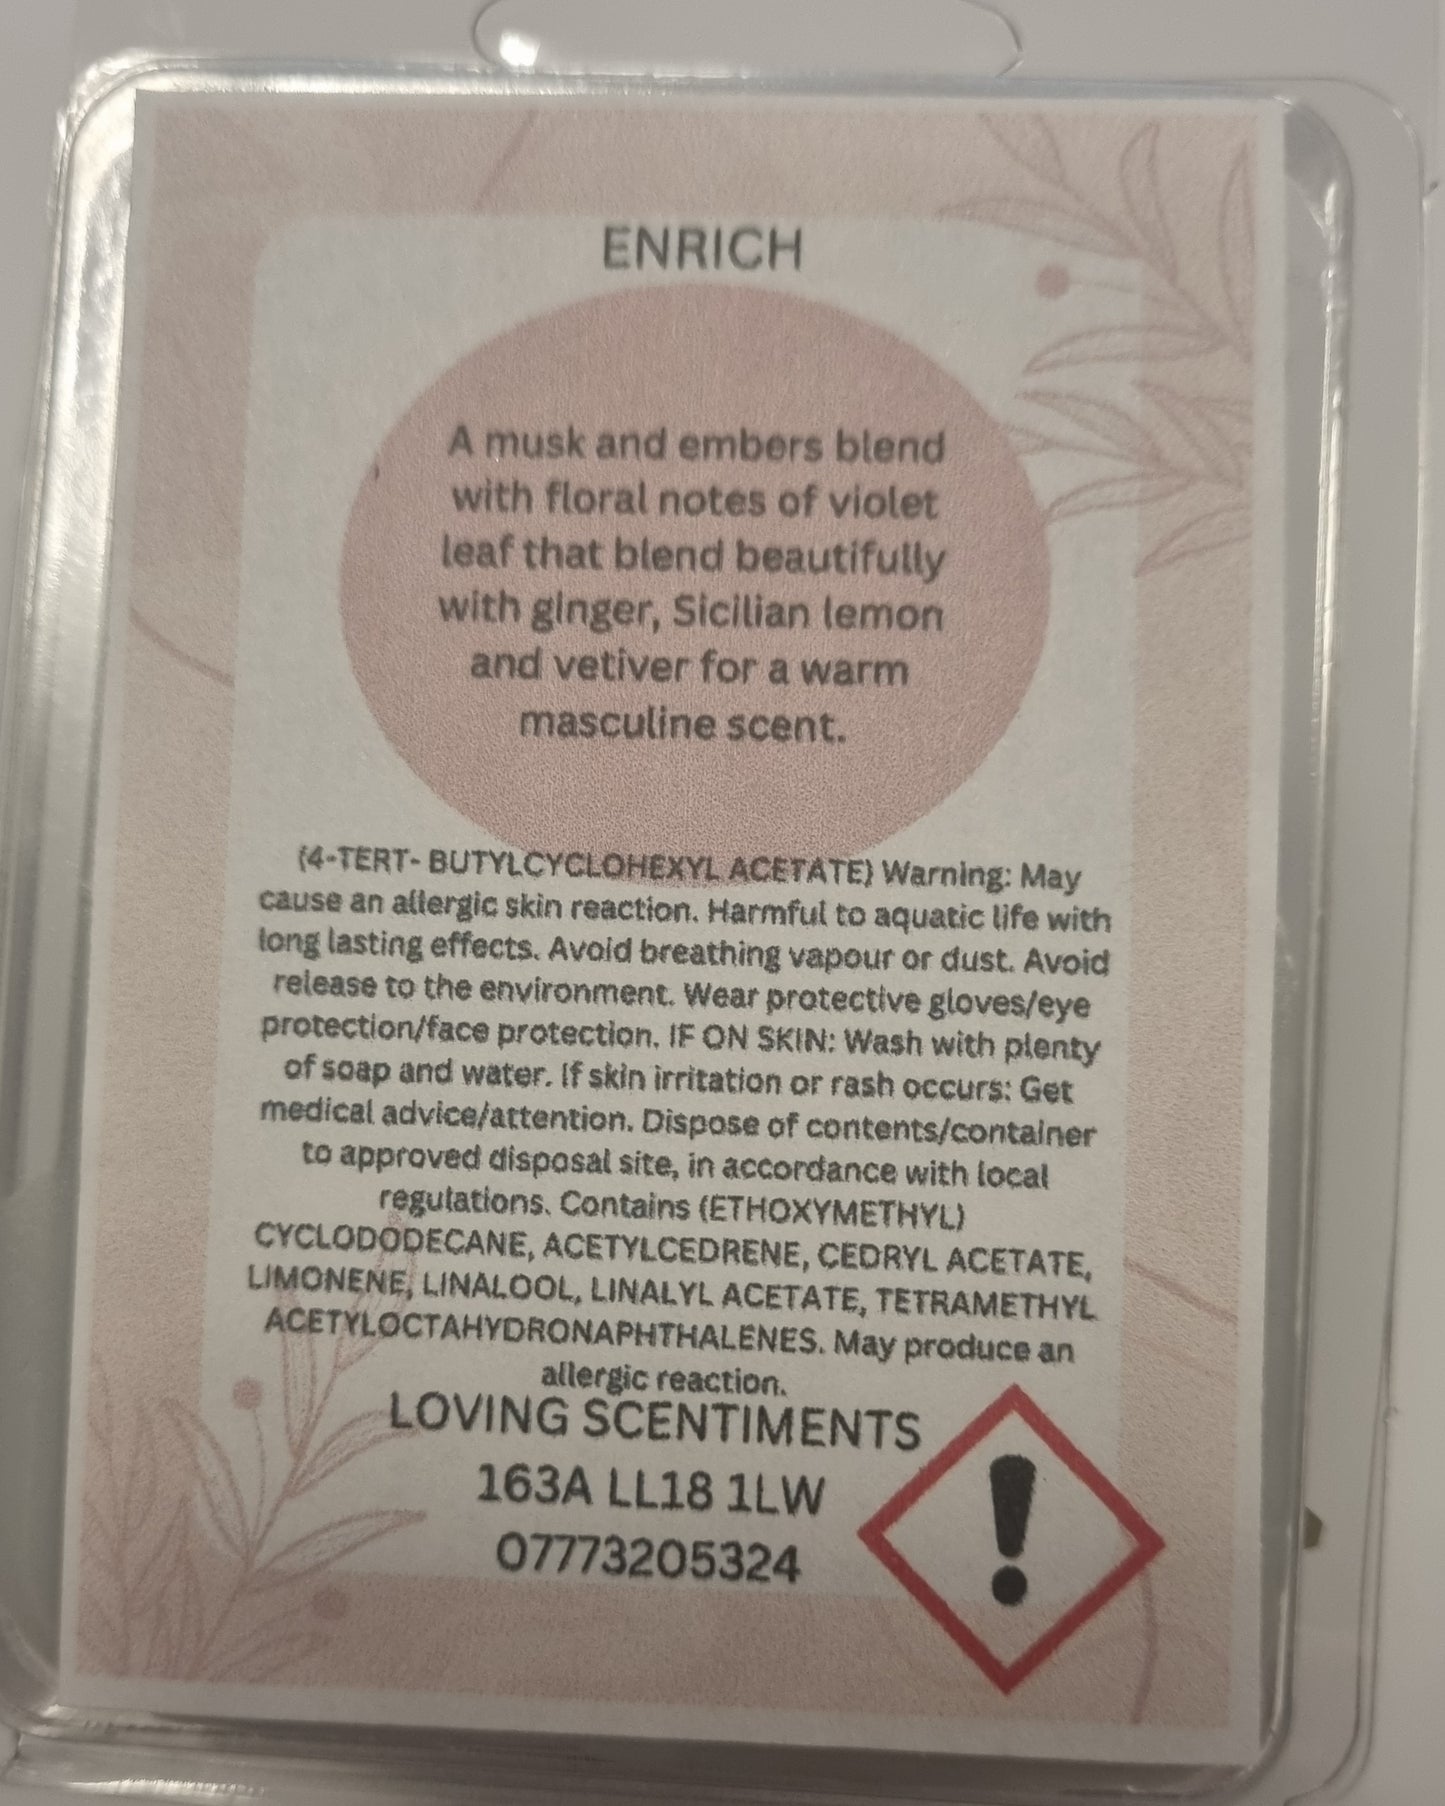 ENRICH
A musk and embers blend
with floral notes of violet
leaf that blend beautifully
with ginger, Sicilian lemon
and vetiver for a warm
masculine scent.
(4-TERT- BUTYLCYCLOHEXYL ACETATE) Warning: May
cause an allergic skin reaction. Harmful to aquatic life with
long lasting effects. Avoid breathing vapour or dust. Avoid
release to the environment. Wear protective gloves/eye
protection/face protection. IF ON SKIN: Wash with plenty
of soap and water. If skin irritation or rash occurs: Get
medical advice/attention. Dispose of contents/container
to approved disposal site, in accordance with local
regulations. Contains (ETHOXYMETHYL)
CYCLODODECANE, ACETYLCEDRENE, CEDRYL ACETATE,
LIMONENE, LINALOOL, LINALYL ACETATE, TETRAMETHYL
ACETYLOCTAHYDRONAPHTHALENES. May produce an
allergic reaction.
LOVING SCENTIMENTS
163A LL18 1LW
07773205324